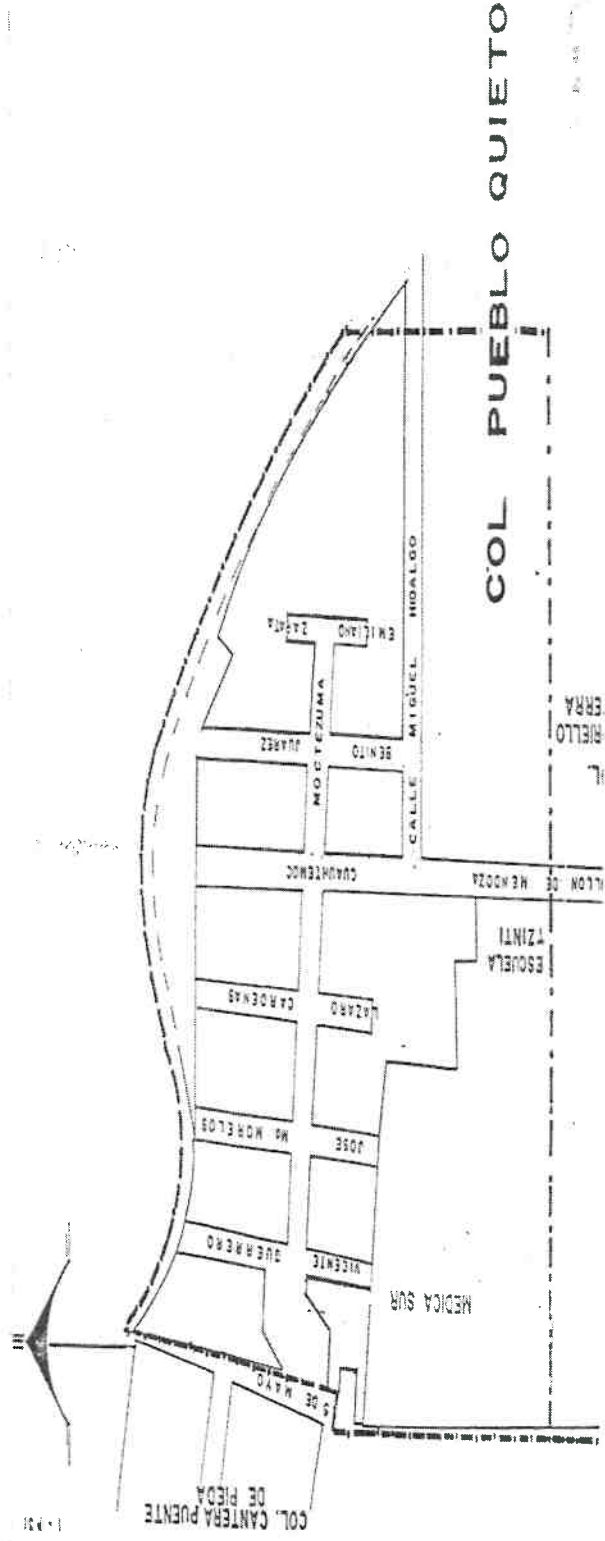 COL PUEBLO QUIETO
EMILIANO ZAPATA
MOCTEZUMA
CALLE MIGUEL HIDALGO
BENITO JUAREZ
CUAUHTEMOC
LAZARO CARDENAS
JOSE Ma MORELOS
VICENTE GUERRERO
5 DE MAYO
COL. CANTERA PUENTE
DE PIEDA
MEDICA SUR
ESCUELA
TZINTI
DE MENDOZA